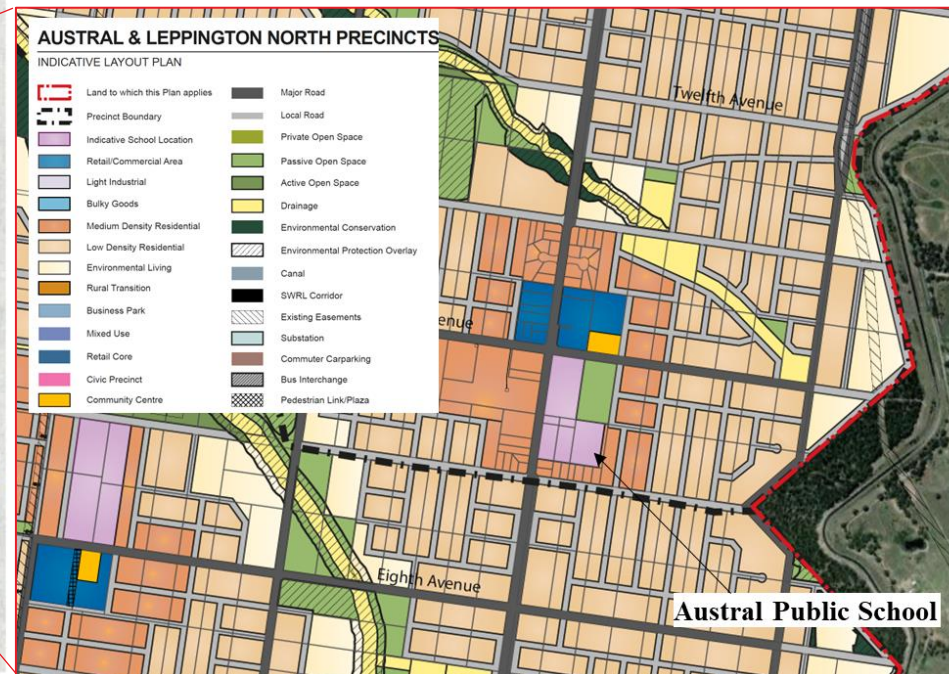 AUSTRAL & LEPPINGTON NORTH PRECINCTS
INDICATIVE LAYOUT PLAN
Land to which this Plan applies
Precinct Boundary
Indicative School Location
Retail/Commercial Area
Light Industrial
Bulky Goods
Medium Density Residential
Low Density Residential
Environmental Living
Rural Transition
Business Park
Mixed Use
Retail Core
Civic Precinct
Community Centre
Major Road
Local Road
Private Open Space
Passive Open Space
Active Open Space
Drainage
Environmental Conservation
Environmental Protection Overlay
Canal
SWRL Corridor
Existing Easements
Substation
Commuter Carparking
Bus Interchange
Pedestrian Link/Plaza
Twelfth Avenue
enue
Eighth Avenue
Austral Public School